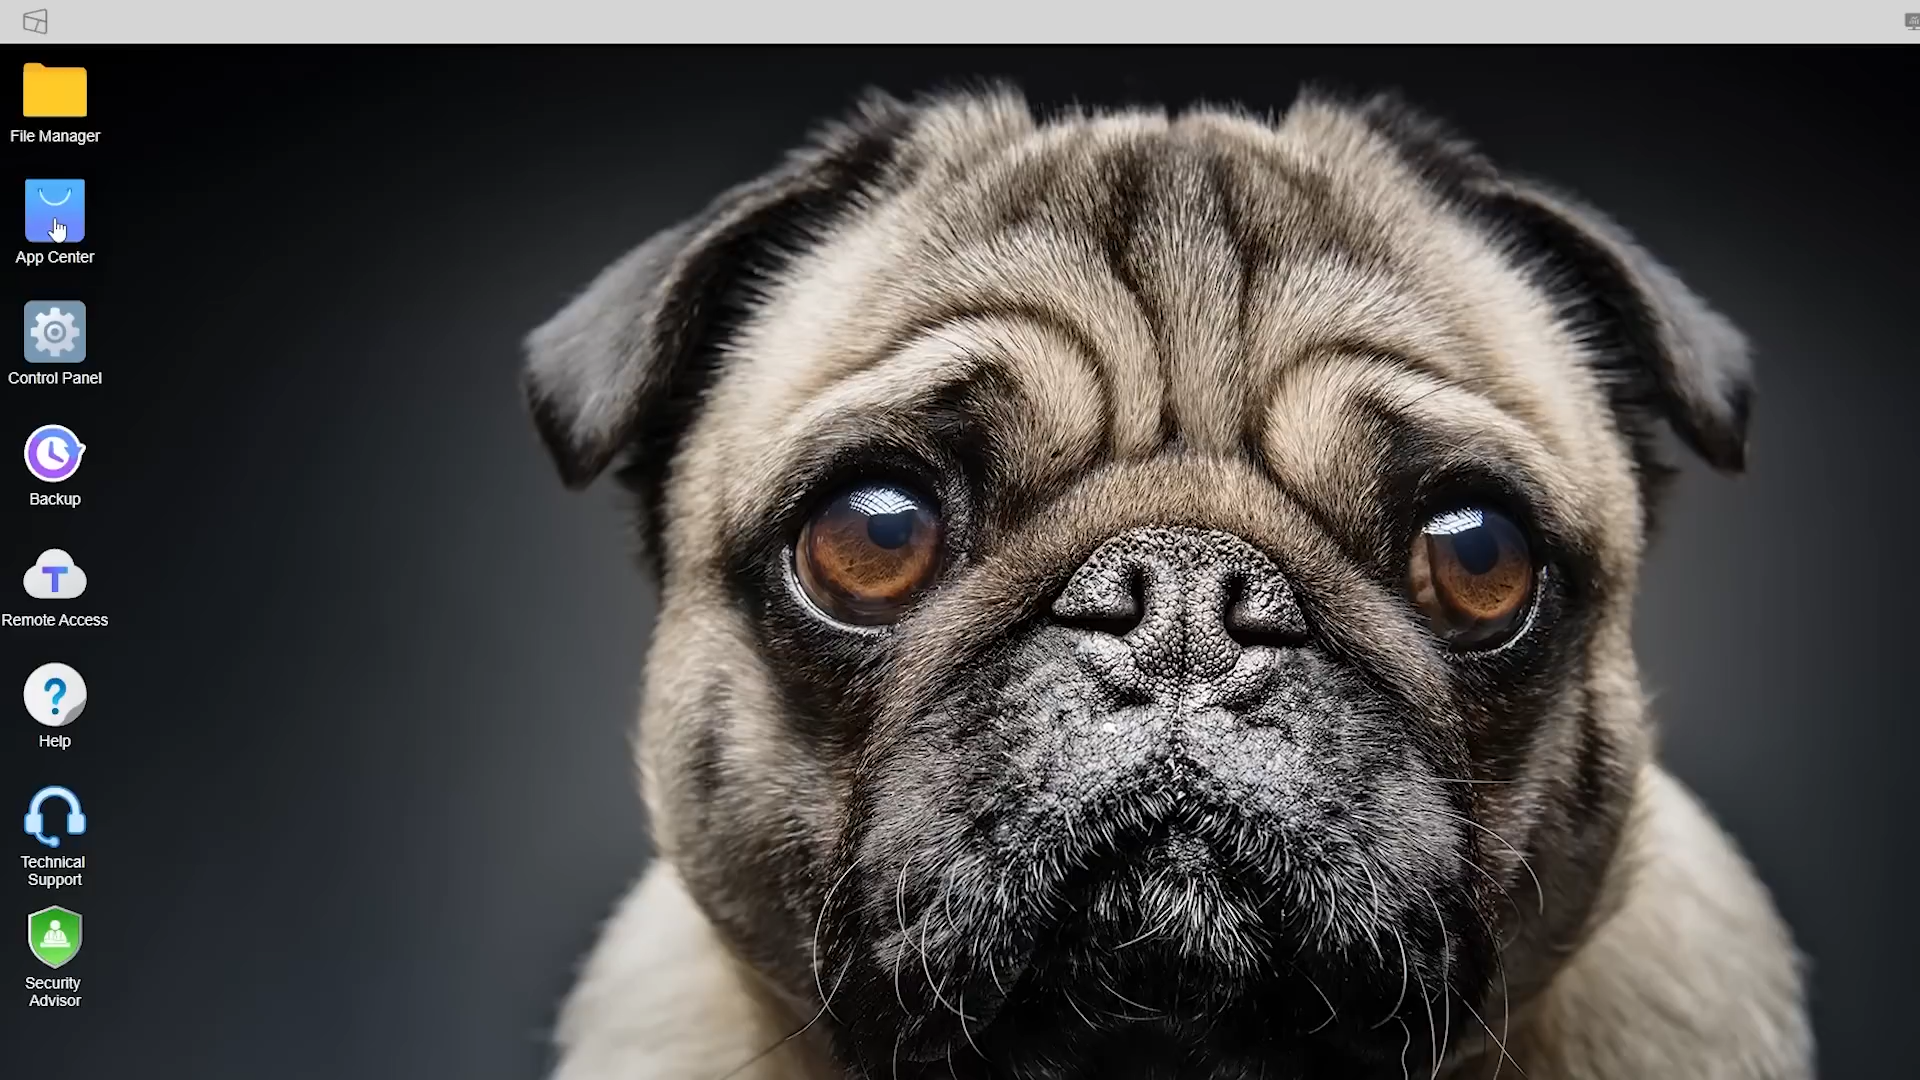 File Manager
App Center
Control Panel
Backup
T
Remote Access
?
Help
Technical
Support
Security
Advisor